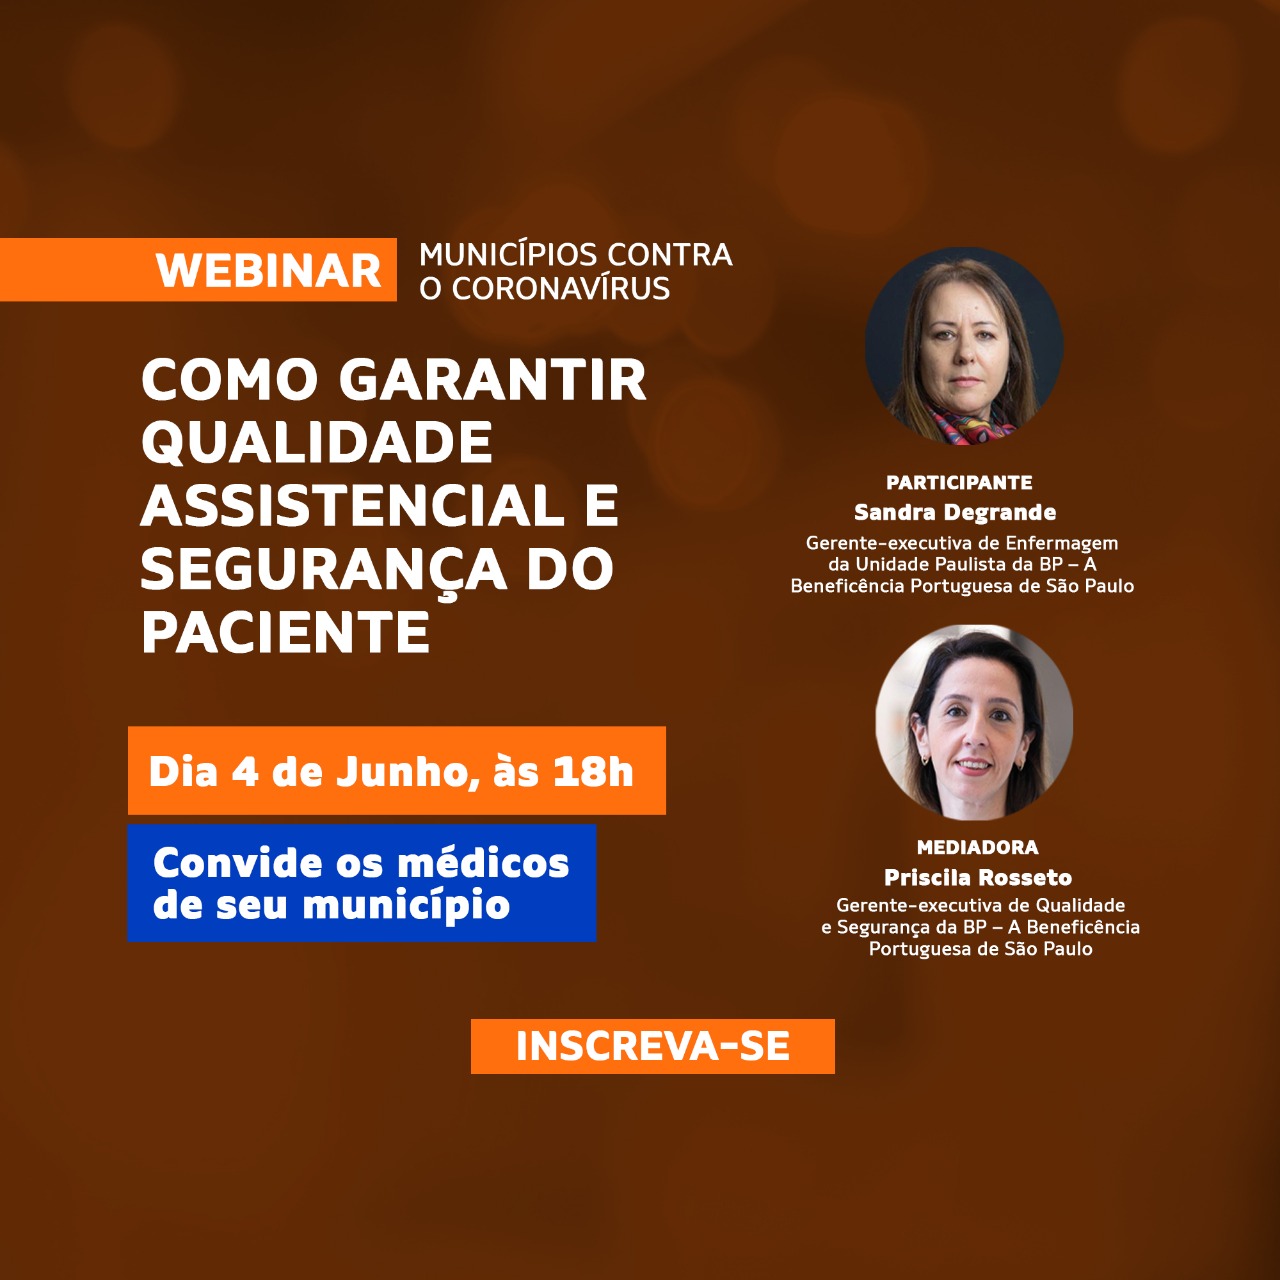 WEBINAR
MUNICÍPIOS CONTRA
O CORONAVÍRUS
COMO GARANTIR
QUALIDADE
ASSISTENCIAL E
SEGURANÇA DO
PACIENTE
Dia 4 de Junho, às 18h
Convide os médicos
de seu município
PARTICIPANTE
Sandra Degrande
Gerente-executiva de Enfermagem
da Unidade Paulista da BP – A
Beneficência Portuguesa de São Paulo
MEDIADORA
Priscila Rosseto
Gerente-executiva de Qualidade
e Segurança da BP – A Beneficência
Portuguesa de São Paulo
INSCREVA-SE